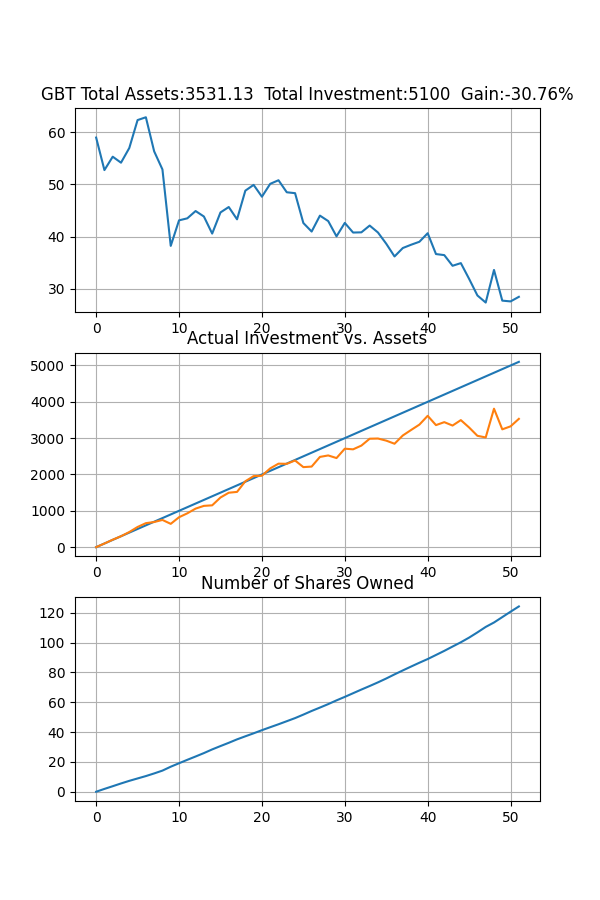 GBT Total Assets:3531.13  Total Investment:5100  Gain:-30.76%
60
50
40
30
0 10 20 30 40 50
Actual Investment vs. Assets
5000
4000
3000
2000
1000
0
0 10 20 30 40 50
Number of Shares Owned
120
100
80
60
40
20
0
0 10 20 30 40 50